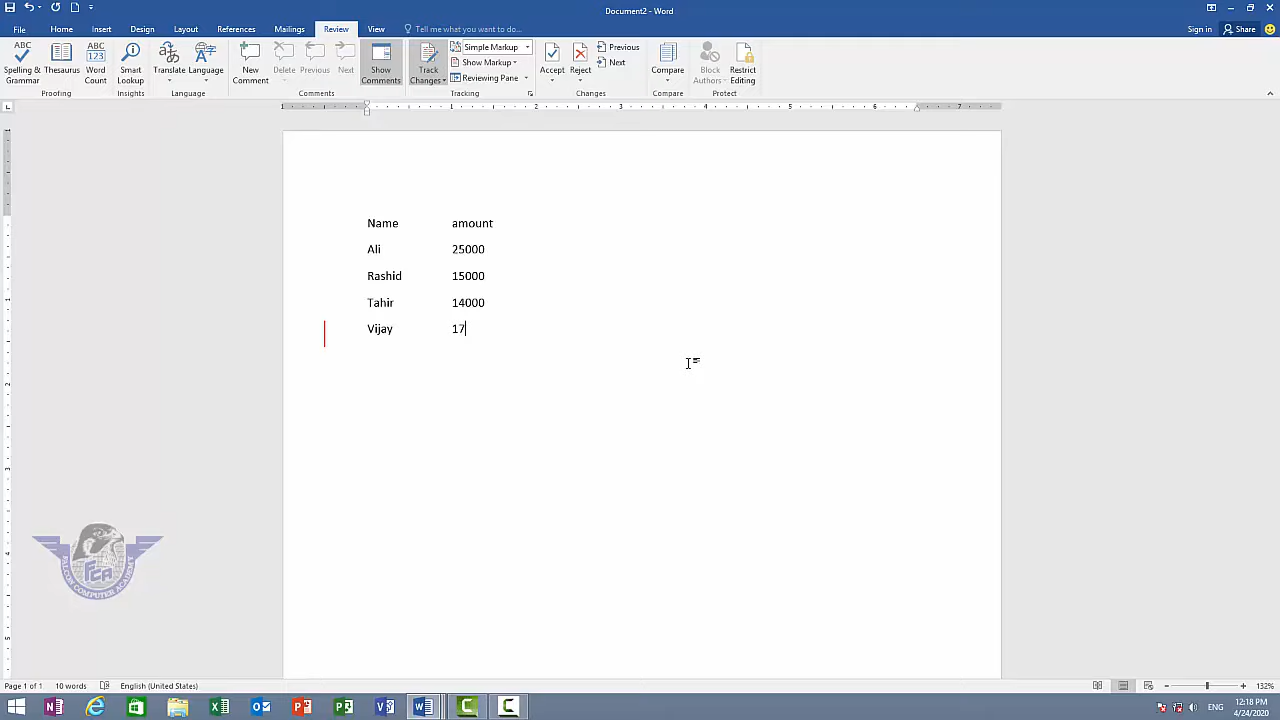 Document2 - Word
File Home Insert Design Layout References Mailings Review View Tell me what you want to do... Sign in Share
Spelling & Grammar
Thesaurus
Word Count
Smart Lookup
Translate
Language
New Comment
Delete
Previous
Next
Show Comments
Track Changes
Simple Markup
Show Markup
Reviewing Pane
Accept
Reject
Previous
Next
Compare
Block Authors
Restrict Editing
Proofing Insights Language Comments Tracking Changes Compare Protect
Name amount
Ali 25000
Rashid 15000
Tahir 14000
Vijay 17
FCA
FALCON COMPUTER ACADEMY
Page 1 of 1 10 words English (United States) 132%
ENG 12:18 PM
4/24/2020